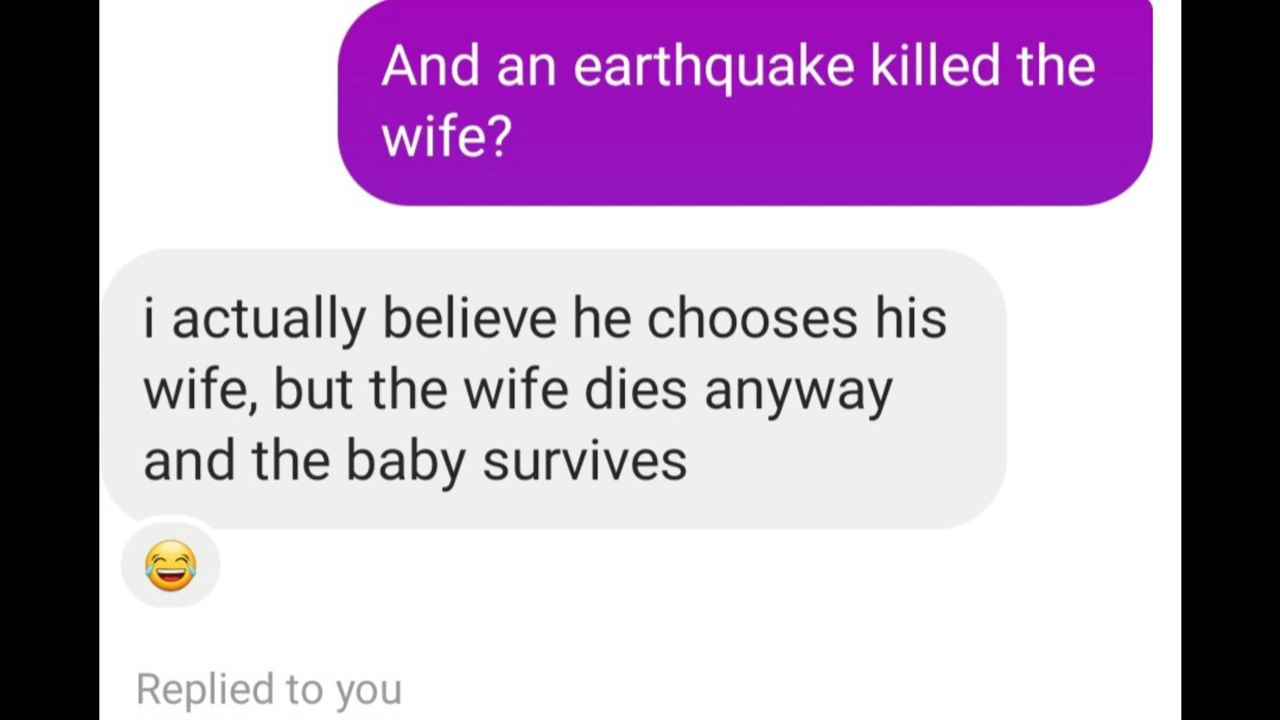 And an earthquake killed the
wife?
i actually believe he chooses his
wife, but the wife dies anyway
and the baby survives
😂
Replied to you